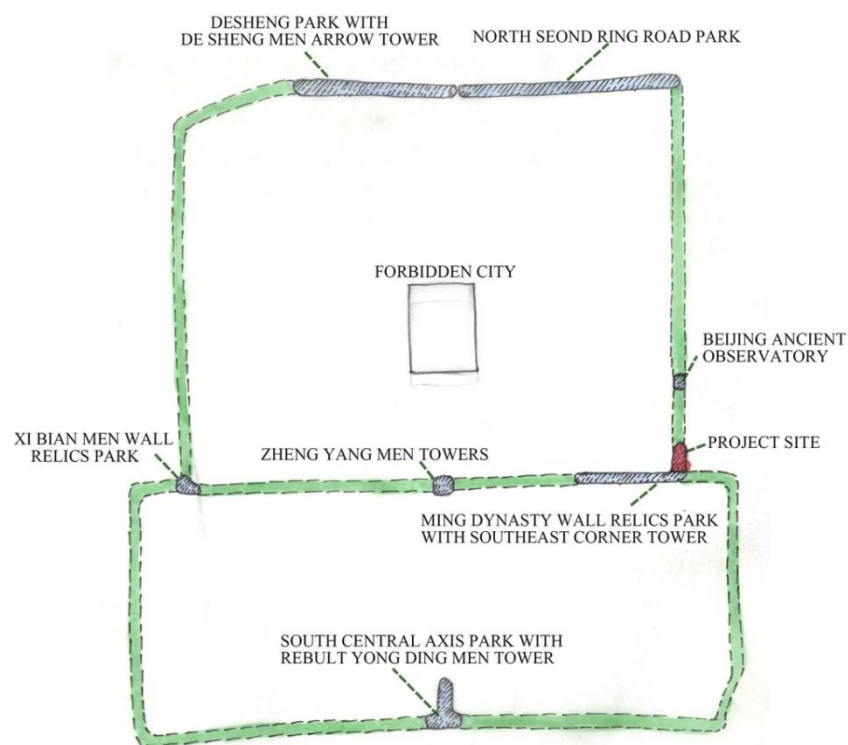 DESHENG PARK WITH
DE SHENG MEN ARROW TOWER
NORTH SEOND RING ROAD PARK
FORBIDDEN CITY
BEIJING ANCIENT
OBSERVATORY
XI BIAN MEN WALL
RELICS PARK
ZHENG YANG MEN TOWERS
PROJECT SITE
MING DYNASTY WALL RELICS PARK
WITH SOUTHEAST CORNER TOWER
SOUTH CENTRAL AXIS PARK WITH
REBULT YONG DING MEN TOWER